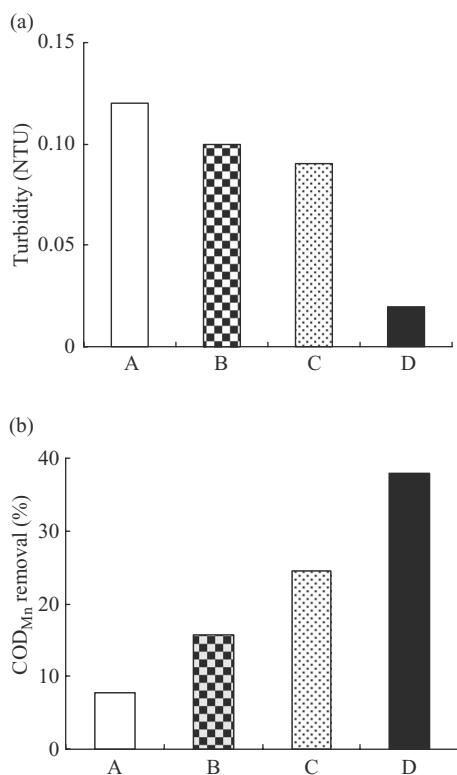 (a)
0.15
0.10
0.05
0
Turbidity (NTU)
A B C D
(b)
40
30
20
10
0
COD_Mn removal (%)
A B C D